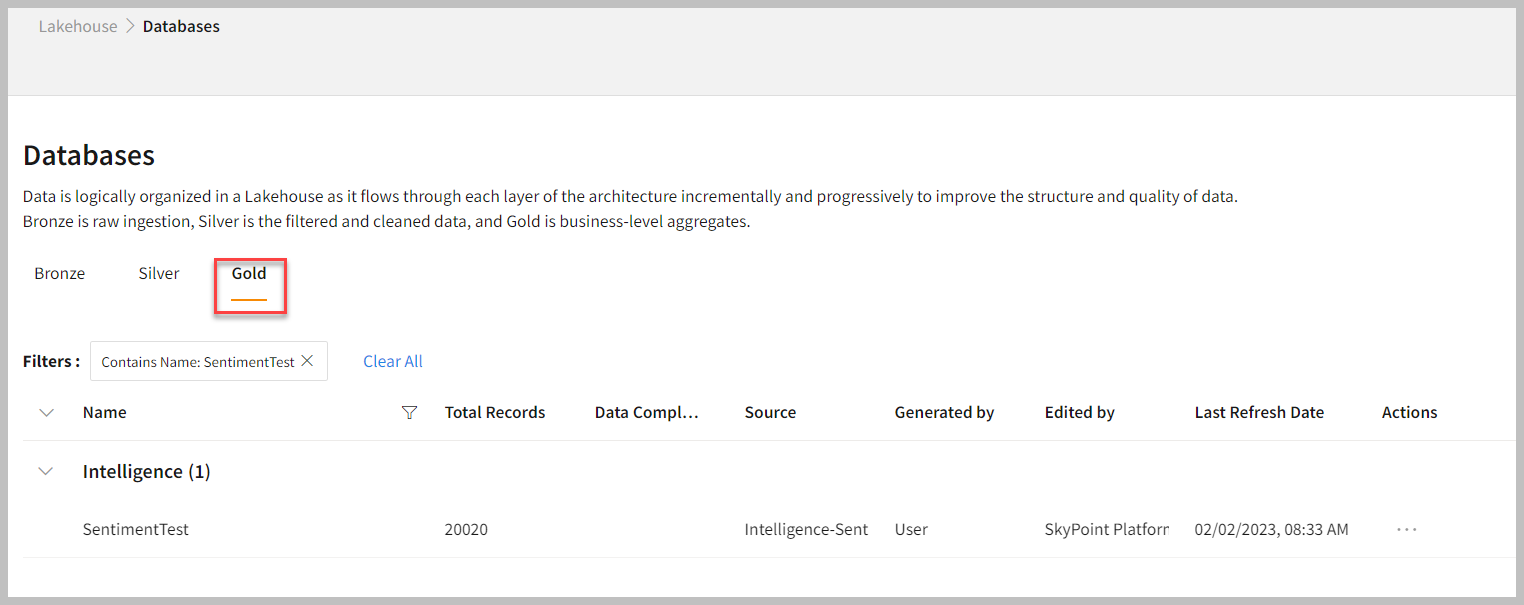 Lakehouse > Databases
Databases
Data is logically organized in a Lakehouse as it flows through each layer of the architecture incrementally and progressively to improve the structure and quality of data.
Bronze is raw ingestion, Silver is the filtered and cleaned data, and Gold is business-level aggregates.
Bronze Silver Gold
Filters : Contains Name: SentimentTest × Clear All
Name Total Records Data Compl... Source Generated by Edited by Last Refresh Date Actions
Intelligence (1)
SentimentTest 20020 Intelligence-Sent User SkyPoint Platforr 02/02/2023, 08:33 AM ...